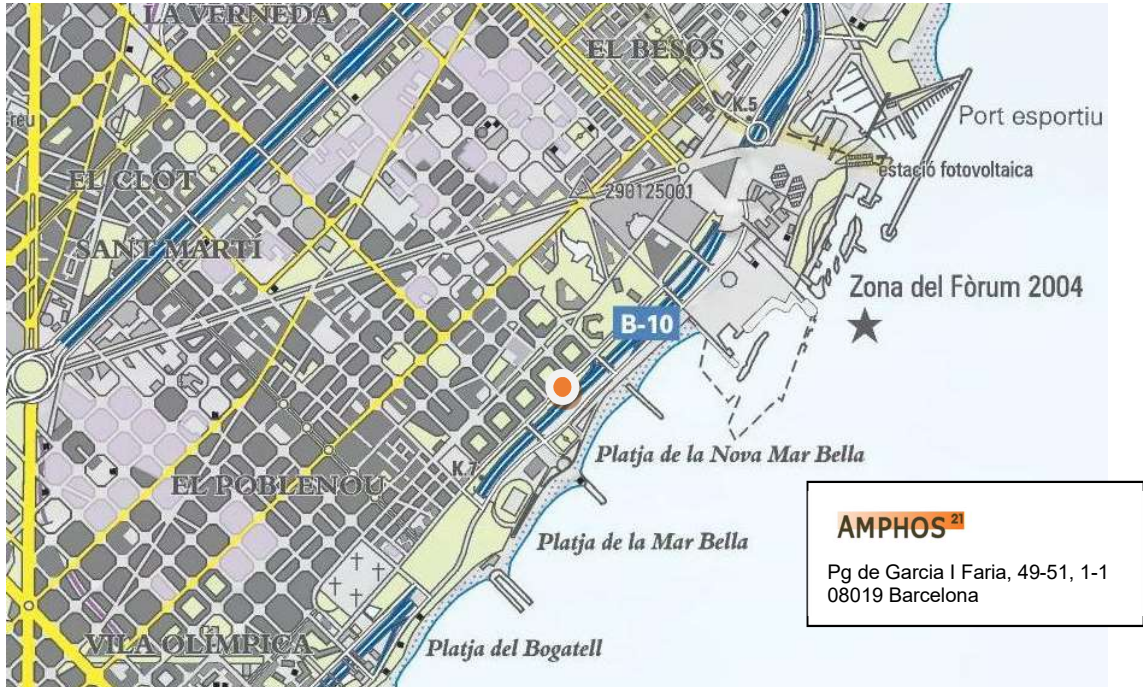 LA VERNEDA
EL BESÒS
K.5
Port esportiu
creu
estació fotovoltaica
EL CLOT
290125001
SANT MARTÍ
Zona del Fòrum 2004
B-10
Platja de la Nova Mar Bella
K.7
EL POBLENOU
AMPHOS 21
Platja de la Mar Bella
Pg de Garcia I Faria, 49-51, 1-1
08019 Barcelona
VILA OLÍMPICA
Platja del Bogatell